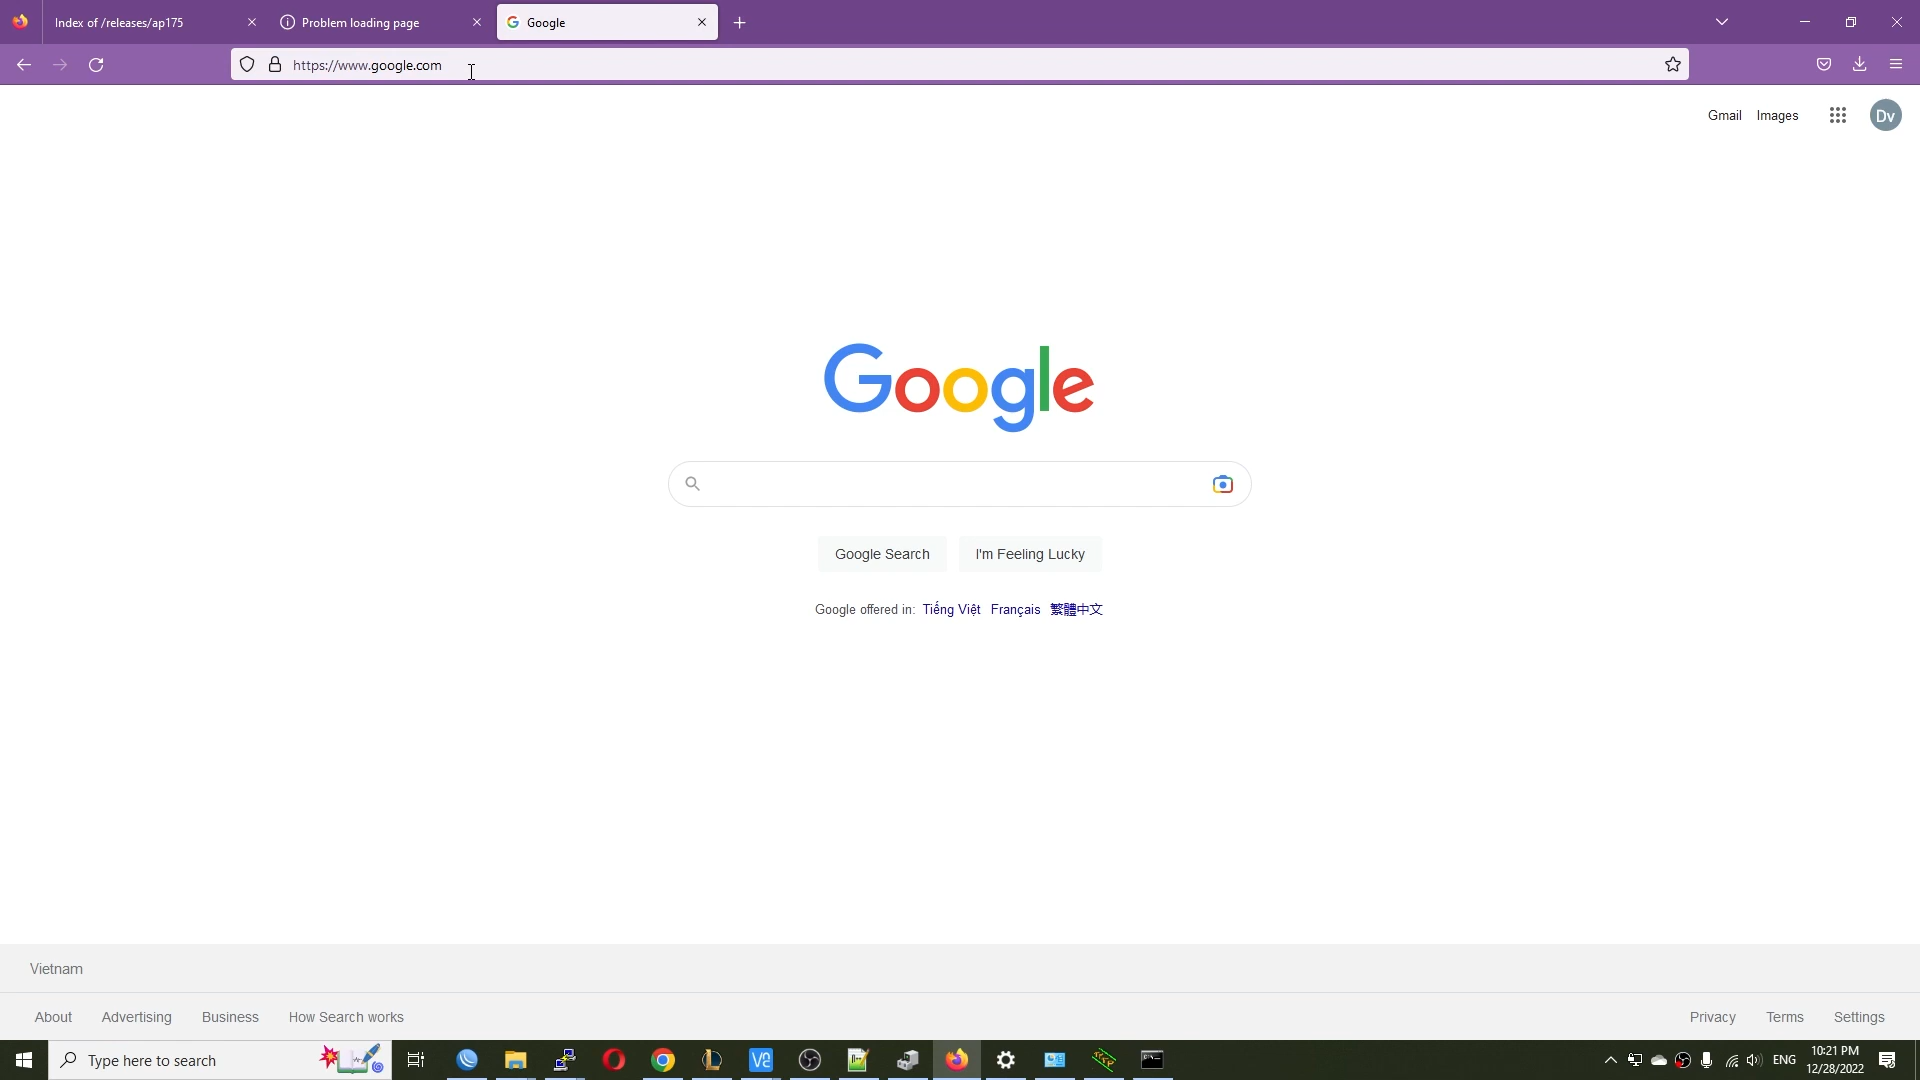 Index of /releases/ap175
Problem loading page
Google
https://www.google.com
Gmail Images
Dv
Google
Google Search
I'm Feeling Lucky
Google offered in: Tiếng Việt Français 繁體中文
Vietnam
About Advertising Business How Search works
Privacy Terms Settings
Type here to search
ENG
10:21 PM
12/28/2022